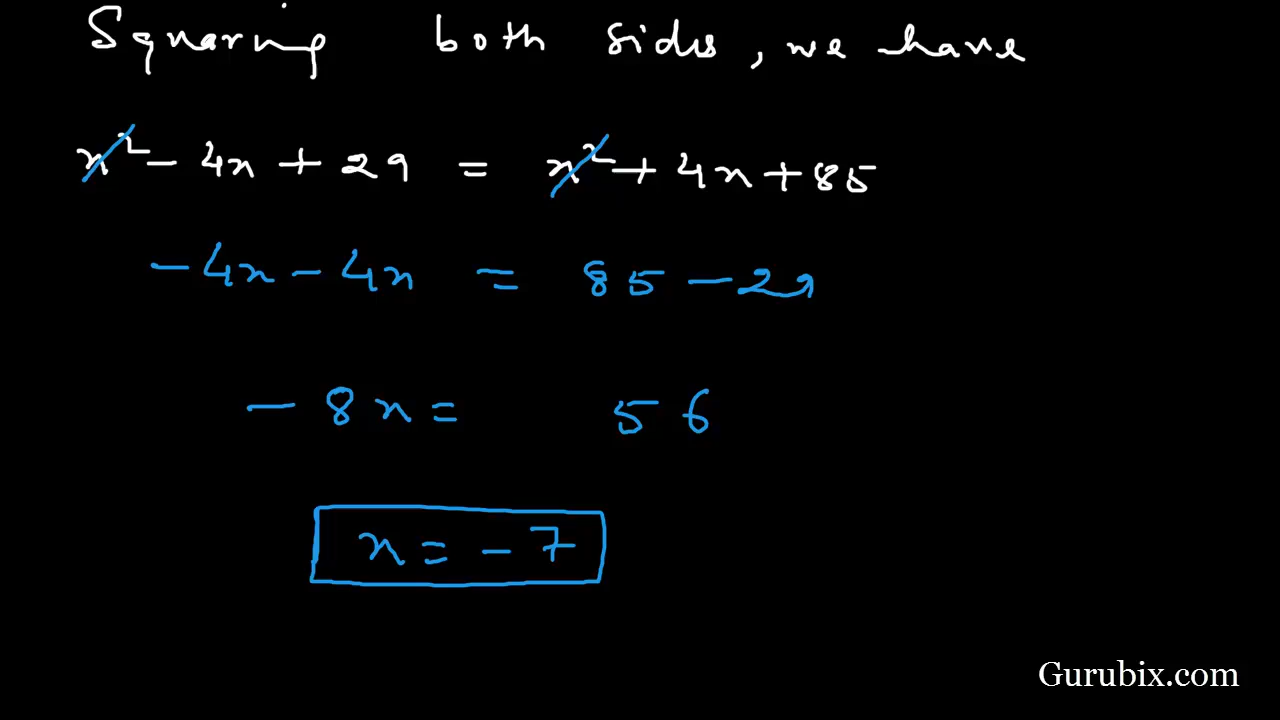 Squaring both sides, we have
x² - 4x + 29 = x² + 4x + 85
- 4x - 4x = 85 - 29
- 8x = 56
x = - 7
Gurubix.com